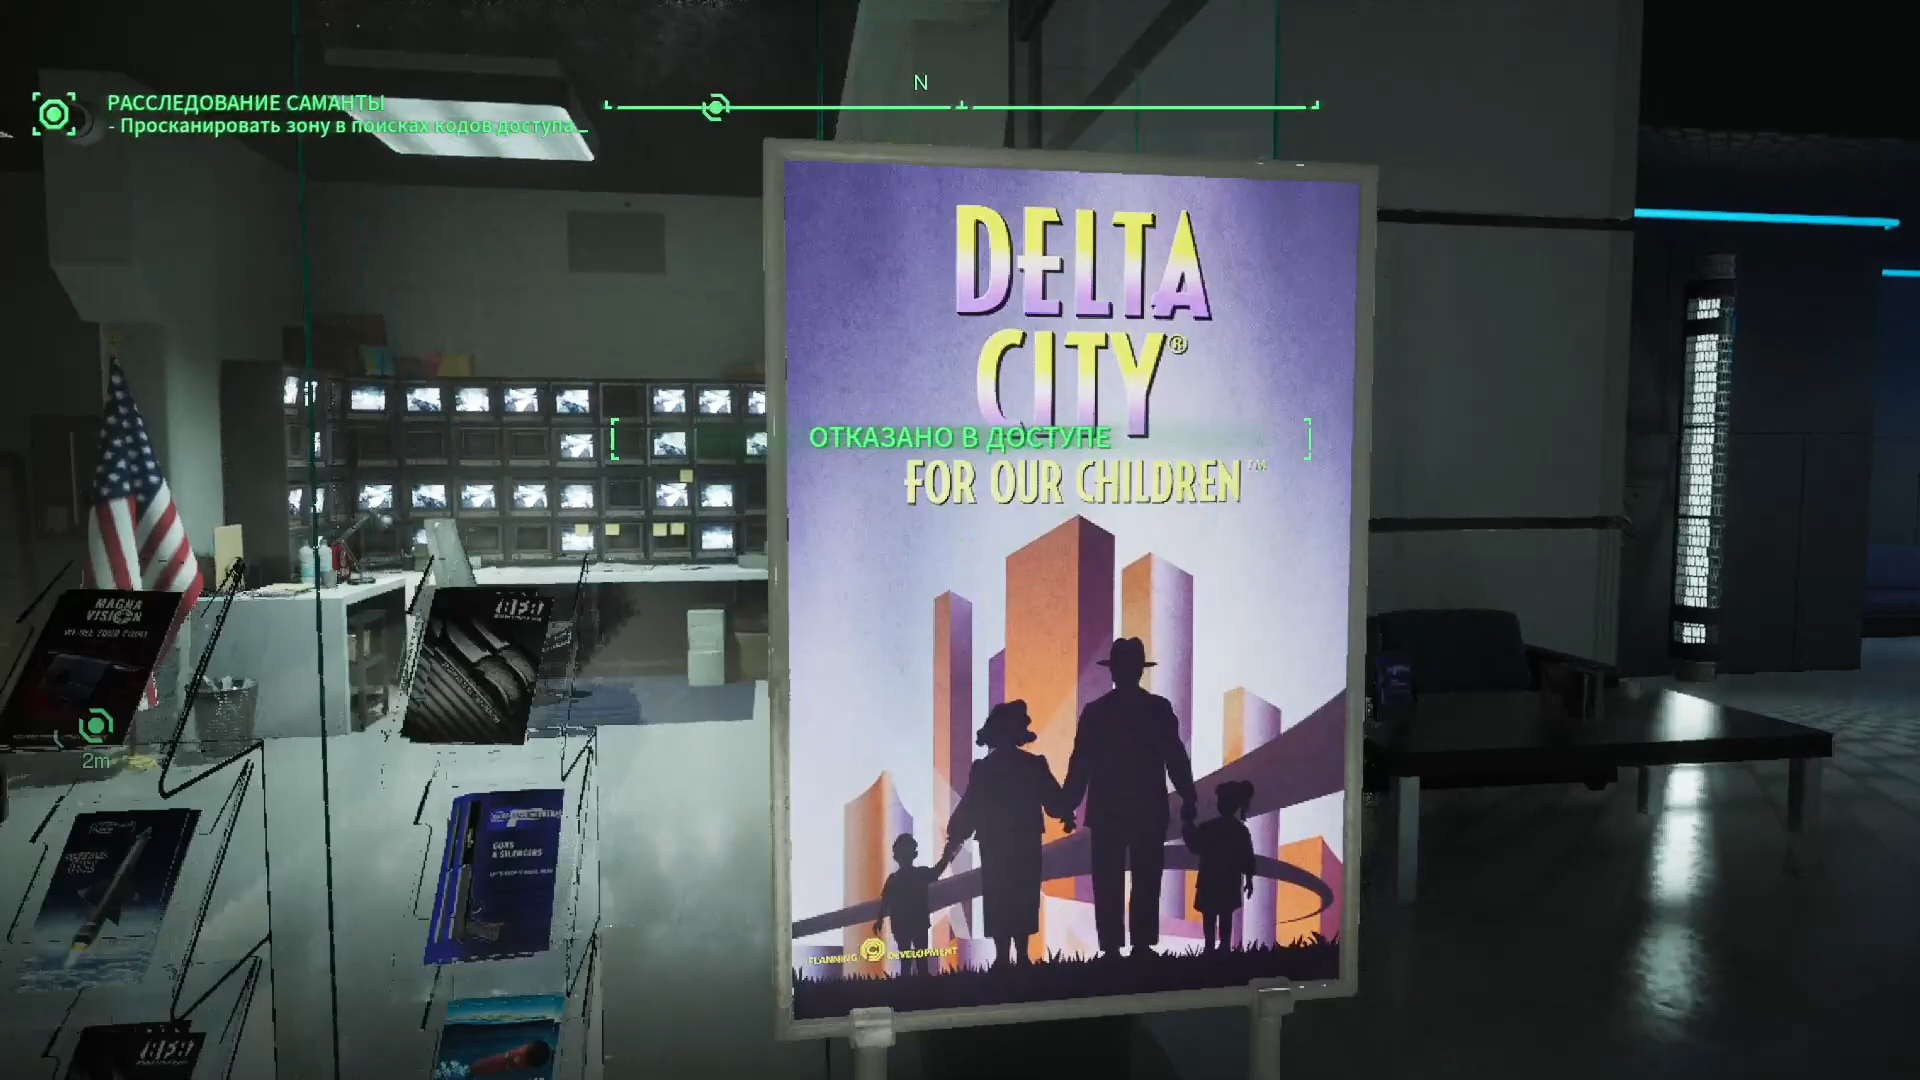 N
РАССЛЕДОВАНИЕ САМАНТЫ
- Просканировать зону в поисках кодов доступа_
DELTA
CITY®
ОТКАЗАНО В ДОСТУПЕ
FOR OUR CHILDREN™
MAGNA
VISION
2m
GUNS
& SILENCERS
PLANNING
DEVELOPMENT